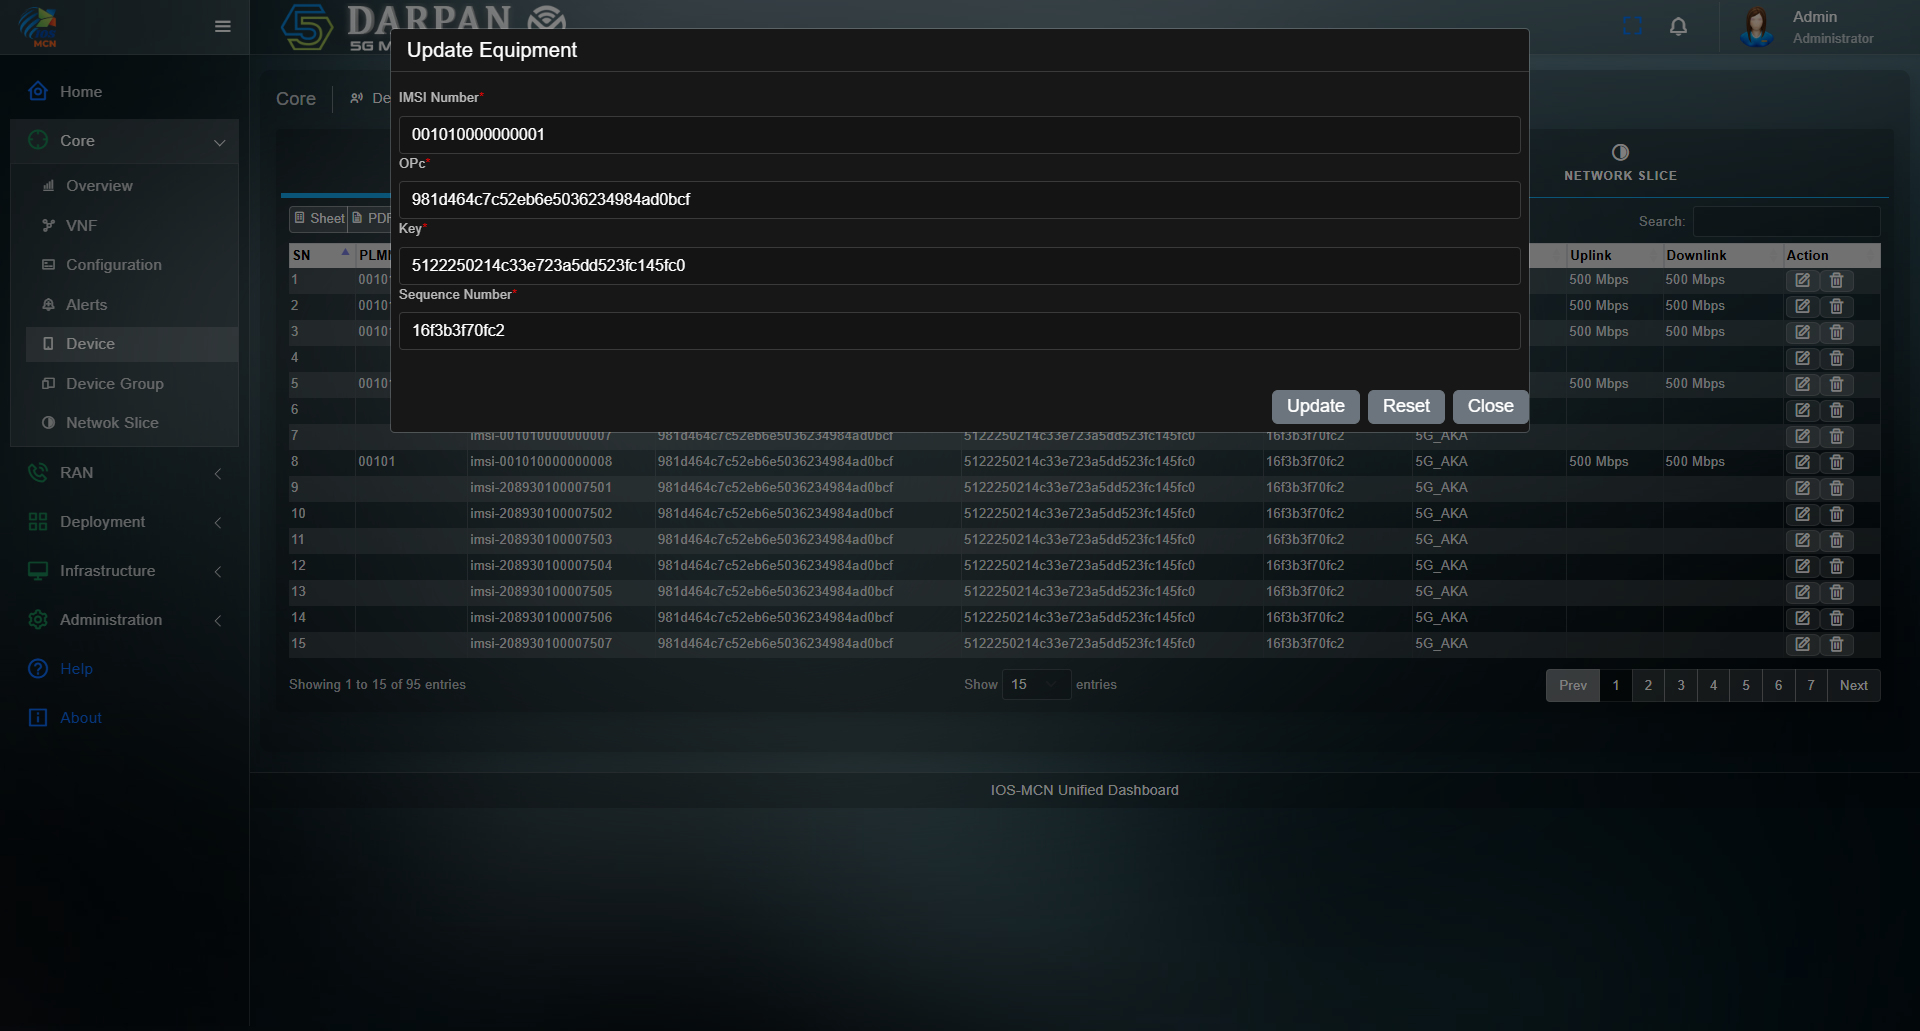 MCN
DARPAN
5G M
Admin
Administrator
Home
Core
Overview
VNF
Configuration
Alerts
Device
Device Group
Netwok Slice
RAN
Deployment
Infrastructure
Administration
Help
About
Core
De
Update Equipment
IMSI Number*
001010000000001
OPc*
981d464c7c52eb6e5036234984ad0bcf
Key*
5122250214c33e723a5dd523fc145fc0
Sequence Number*
16f3b3f70fc2
Update Reset Close
NETWORK SLICE
Sheet PDF
Search:
SN PLMN Uplink Downlink Action
1 00101 500 Mbps 500 Mbps
2 00101 500 Mbps 500 Mbps
3 00101 500 Mbps 500 Mbps
4
5 00101 500 Mbps 500 Mbps
6
7 imsi-001010000000007 981d464c7c52eb6e5036234984ad0bcf 5122250214c33e723a5dd523fc145fc0 16f3b3f70fc2 5G_AKA
8 00101 imsi-001010000000008 981d464c7c52eb6e5036234984ad0bcf 5122250214c33e723a5dd523fc145fc0 16f3b3f70fc2 5G_AKA 500 Mbps 500 Mbps
9 imsi-208930100007501 981d464c7c52eb6e5036234984ad0bcf 5122250214c33e723a5dd523fc145fc0 16f3b3f70fc2 5G_AKA
10 imsi-208930100007502 981d464c7c52eb6e5036234984ad0bcf 5122250214c33e723a5dd523fc145fc0 16f3b3f70fc2 5G_AKA
11 imsi-208930100007503 981d464c7c52eb6e5036234984ad0bcf 5122250214c33e723a5dd523fc145fc0 16f3b3f70fc2 5G_AKA
12 imsi-208930100007504 981d464c7c52eb6e5036234984ad0bcf 5122250214c33e723a5dd523fc145fc0 16f3b3f70fc2 5G_AKA
13 imsi-208930100007505 981d464c7c52eb6e5036234984ad0bcf 5122250214c33e723a5dd523fc145fc0 16f3b3f70fc2 5G_AKA
14 imsi-208930100007506 981d464c7c52eb6e5036234984ad0bcf 5122250214c33e723a5dd523fc145fc0 16f3b3f70fc2 5G_AKA
15 imsi-208930100007507 981d464c7c52eb6e5036234984ad0bcf 5122250214c33e723a5dd523fc145fc0 16f3b3f70fc2 5G_AKA
Showing 1 to 15 of 95 entries
Show 15 entries
Prev 1 2 3 4 5 6 7 Next
IOS-MCN Unified Dashboard